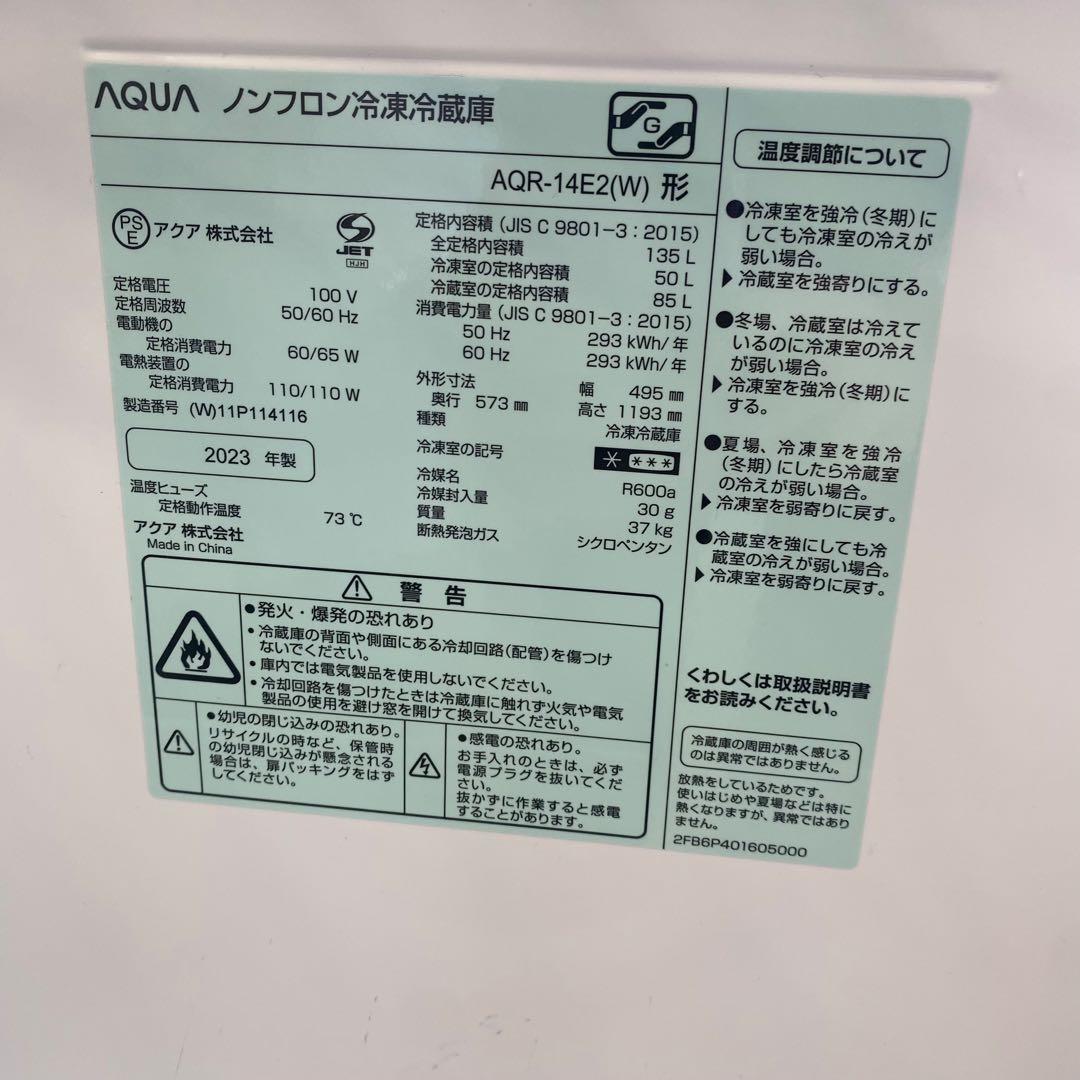 AQUA ノンフロン冷凍冷蔵庫
G
AQR-14E2(W) 形
PS
E
アクア 株式会社
JET
HJH
定格電圧 100 V
定格周波数 50/60 Hz
電動機の
定格消費電力 60/65 W
電熱装置の
定格消費電力 110/110 W
製造番号 (W)11P114116
2023 年製
温度ヒューズ
定格動作温度 73 ℃
アクア 株式会社
Made in China
定格内容積 (JIS C 9801-3：2015)
全定格内容積 135 L
冷凍室の定格内容積 50 L
冷蔵室の定格内容積 85 L
消費電力量 (JIS C 9801-3：2015)
50 Hz 293 kWh/年
60 Hz 293 kWh/年
外形寸法 幅 495 ㎜
奥行 573 ㎜ 高さ 1193 ㎜
種類 冷凍冷蔵庫
冷凍室の記号 * ***
冷媒名 R600a
冷媒封入量 30 g
質量 37 kg
断熱発泡ガス シクロペンタン
警告
●発火・爆発の恐れあり
・冷蔵庫の背面や側面にある冷却回路(配管)を傷つけ
ないでください。
・庫内では電気製品を使用しないでください。
・冷却回路を傷つけたときは冷蔵庫に触れず火気や電気
製品の使用を避け窓を開けて換気してください。
●幼児の閉じ込みの恐れあり。
リサイクルの時など、保管時
の幼児閉じ込みが懸念される
場合は、扉パッキングをはず
してください。
●感電の恐れあり。
お手入れのときは、必ず
電源プラグを抜いてくだ
さい。
抜かずに作業すると感電
することがあります。
温度調節について
●冷凍室を強冷(冬期)に
しても冷凍室の冷えが
弱い場合。
▶冷蔵室を強寄りにする。
●冬場、冷蔵室は冷えて
いるのに冷凍室の冷え
が弱い場合。
▶冷凍室を強冷(冬期)に
する。
●夏場、冷凍室を強冷
(冬期)にしたら冷蔵室
の冷えが弱い場合。
▶冷凍室を弱寄りに戻す。
●冷蔵室を強にしても冷
蔵室の冷えが弱い場合。
▶冷凍室を弱寄りに戻す。
くわしくは取扱説明書
をお読みください。
冷蔵庫の周囲が熱く感じる
のは異常ではありません。
放熱をしているためです。
使いはじめや夏場などは特に
熱くなりますが、異常ではあり
ません。
2FB6P401605000